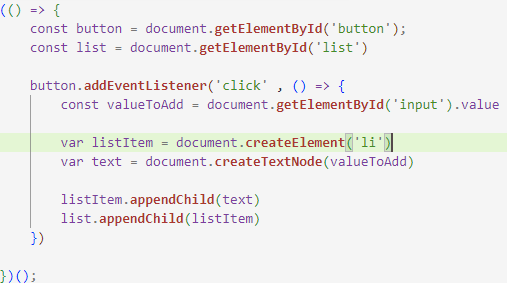 (() => {
    const button = document.getElementById('button');
    const list = document.getElementById('list')

    button.addEventListener('click' , () => {
        const valueToAdd = document.getElementById('input').value

        var listItem = document.createElement('li')
        var text = document.createTextNode(valueToAdd)

        listItem.appendChild(text)
        list.appendChild(listItem)
    })

})();